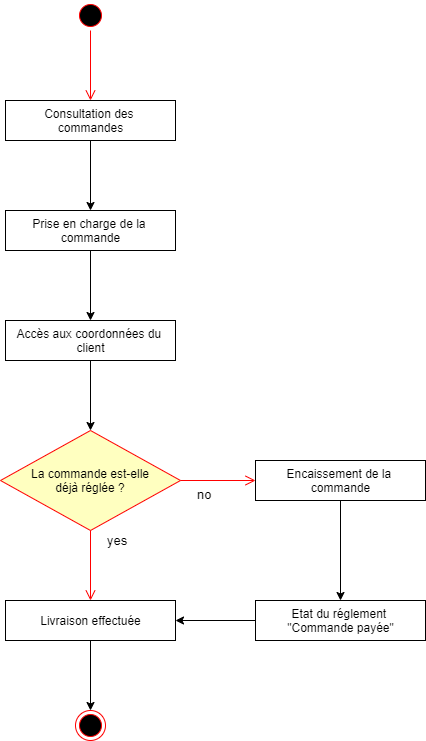 Consultation des
commandes
Prise en charge de la
commande
Accès aux coordonnées du
client
La commande est-elle
déjà réglée ?
no
Encaissement de la
commande
yes
Livraison effectuée
Etat du réglement
"Commande payée"